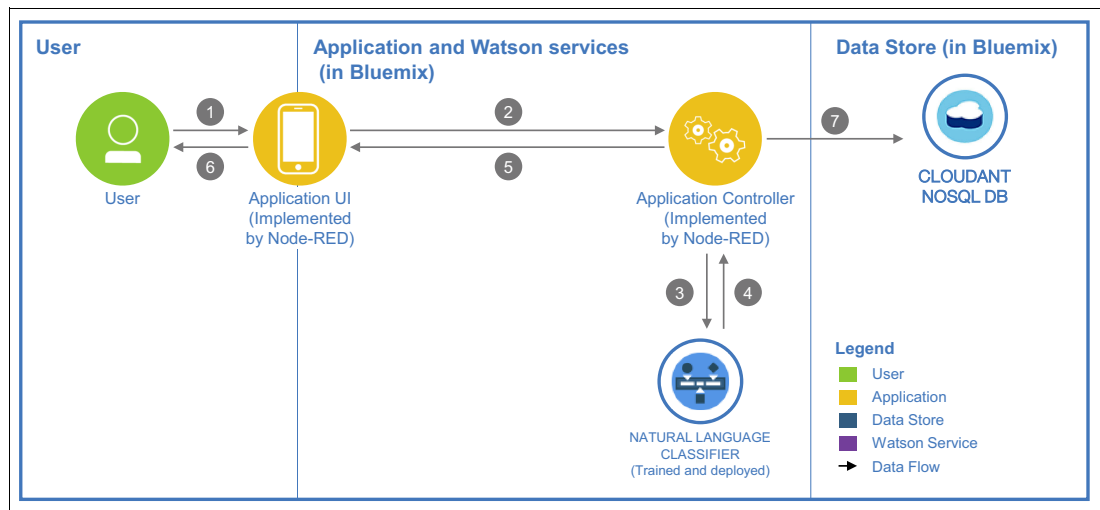 User
Application and Watson services
(in Bluemix)
Data Store (in Bluemix)
1
2
7
6
5
User
Application UI
(Implemented
by Node-RED)
Application Controller
(Implemented
by Node-RED)
CLOUDANT
NOSQL DB
3
4
NATURAL LANGUAGE
CLASSIFIER
(Trained and deployed)
Legend
User
Application
Data Store
Watson Service
Data Flow